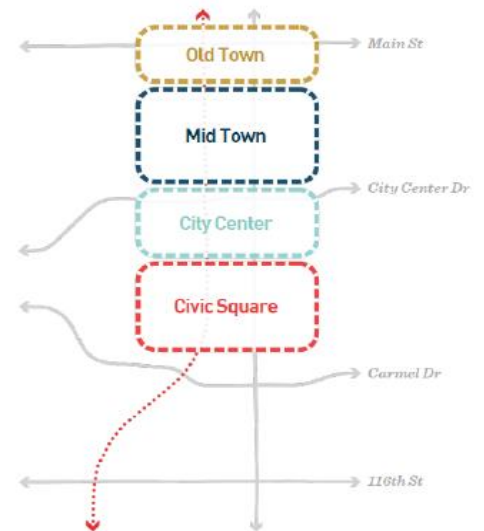 Old Town
Main St
Mid Town
City Center Dr
City Center
Civic Square
Carmel Dr
116th St